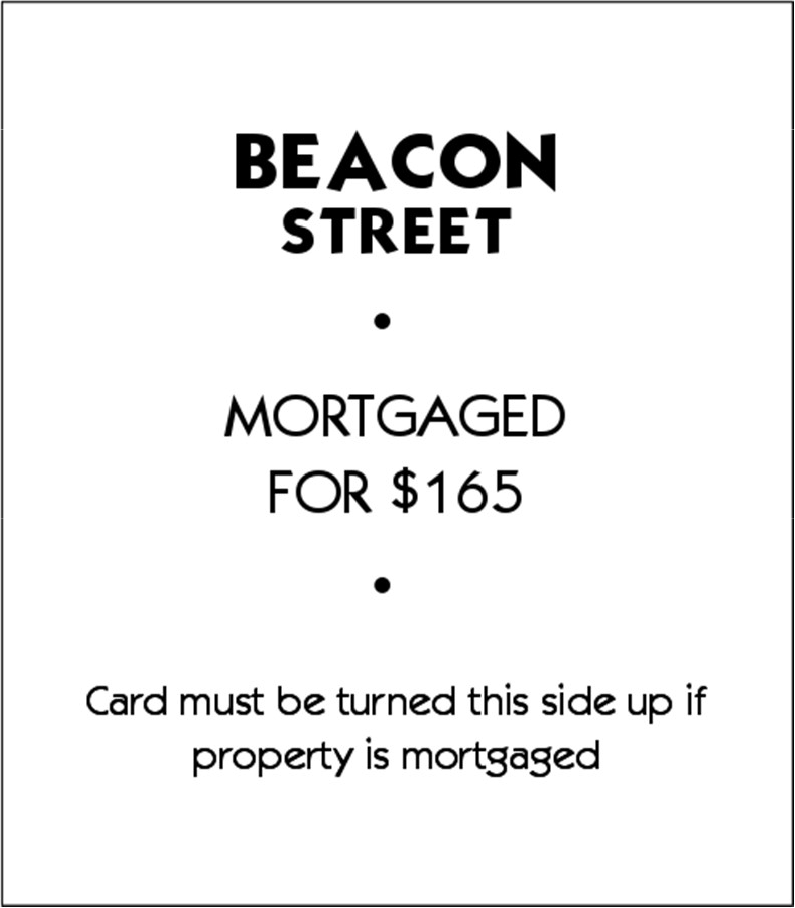 BEACON
STREET
•
MORTGAGED
FOR $165
•
Card must be turned this side up if
property is mortgaged